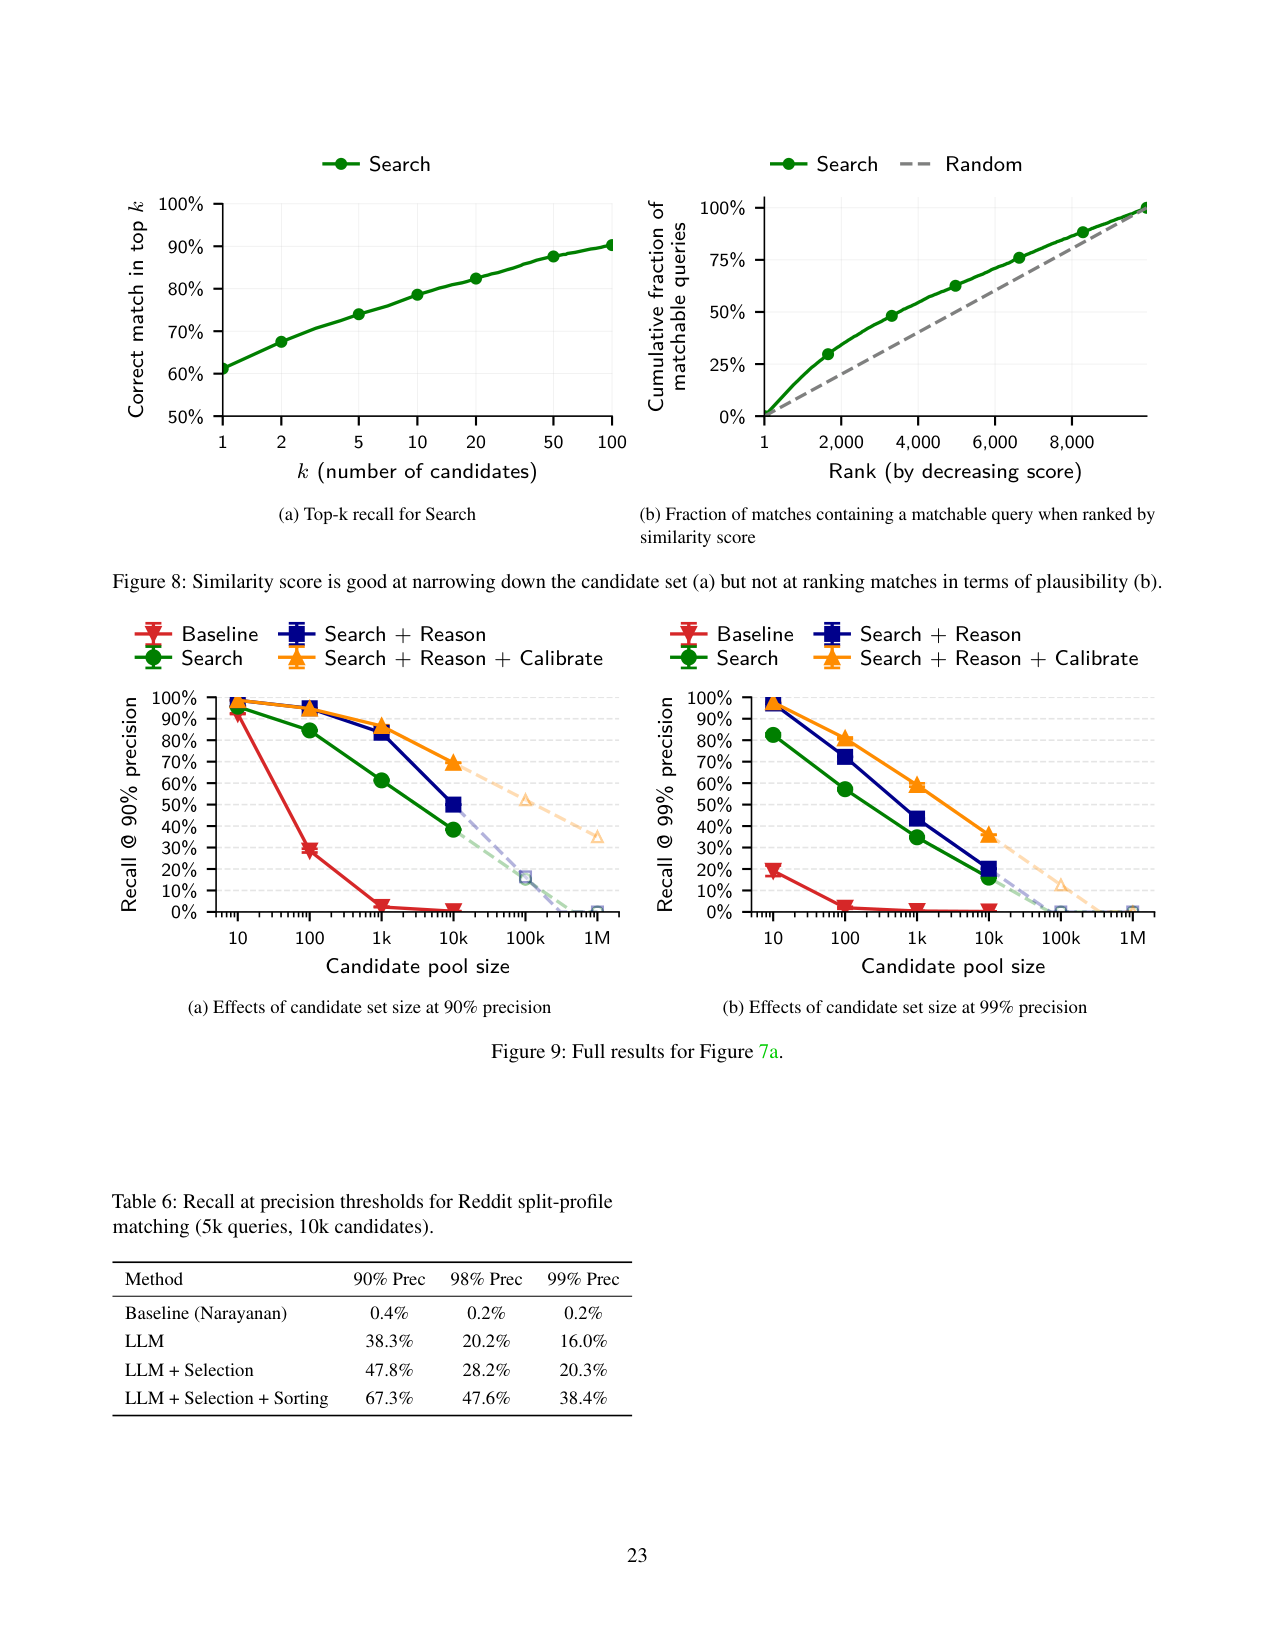 Search
Correct match in top k
100%
90%
80%
70%
60%
50%
1 2 5 10 20 50 100
k (number of candidates)
(a) Top-k recall for Search
Search Random
Cumulative fraction of
matchable queries
100%
75%
50%
25%
0%
1 2,000 4,000 6,000 8,000
Rank (by decreasing score)
(b) Fraction of matches containing a matchable query when ranked by
similarity score
Figure 8: Similarity score is good at narrowing down the candidate set (a) but not at ranking matches in terms of plausibility (b).
Baseline Search + Reason
Search Search + Reason + Calibrate
Recall @ 90% precision
100%
90%
80%
70%
60%
50%
40%
30%
20%
10%
0%
10 100 1k 10k 100k 1M
Candidate pool size
(a) Effects of candidate set size at 90% precision
Baseline Search + Reason
Search Search + Reason + Calibrate
Recall @ 99% precision
100%
90%
80%
70%
60%
50%
40%
30%
20%
10%
0%
10 100 1k 10k 100k 1M
Candidate pool size
(b) Effects of candidate set size at 99% precision
Figure 9: Full results for Figure 7a.
Table 6: Recall at precision thresholds for Reddit split-profile
matching (5k queries, 10k candidates).
Method 90% Prec 98% Prec 99% Prec
Baseline (Narayanan) 0.4% 0.2% 0.2%
LLM 38.3% 20.2% 16.0%
LLM + Selection 47.8% 28.2% 20.3%
LLM + Selection + Sorting 67.3% 47.6% 38.4%
23